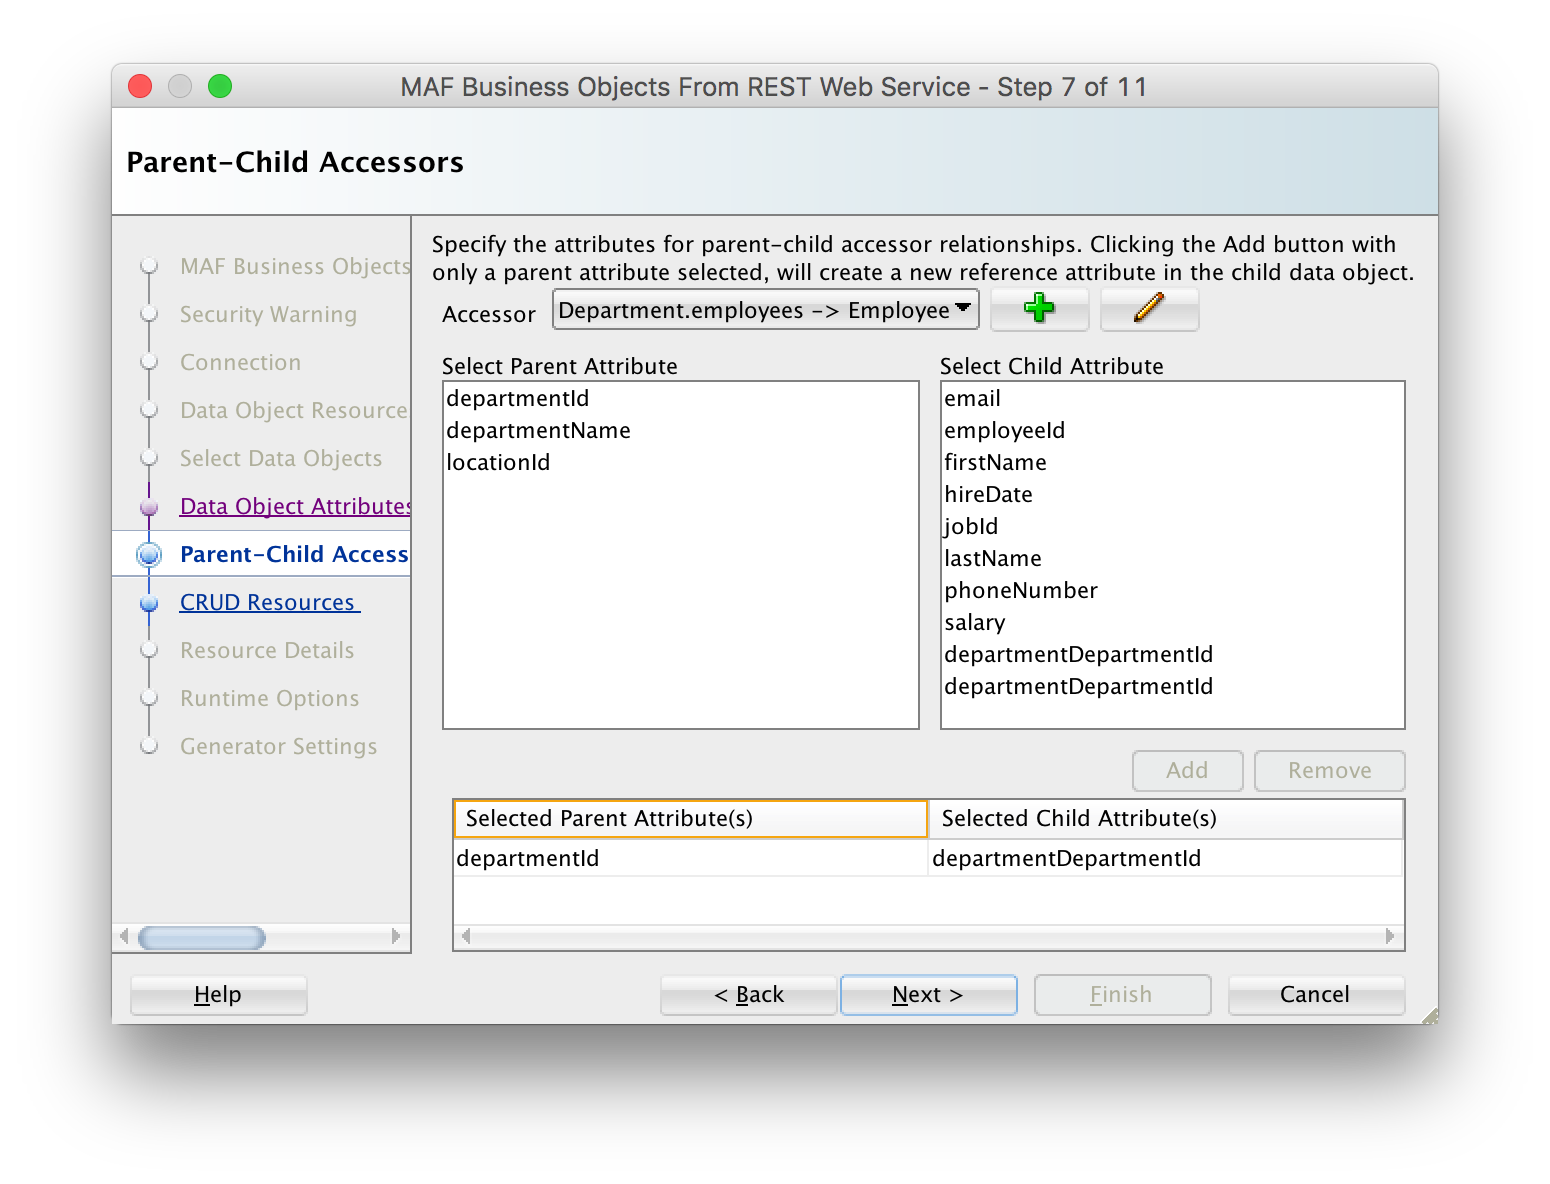 MAF Business Objects From REST Web Service - Step 7 of 11
Parent-Child Accessors
MAF Business Objects
Security Warning
Connection
Data Object Resource
Select Data Objects
Data Object Attributes
Parent-Child Access
CRUD Resources
Resource Details
Runtime Options
Generator Settings
Specify the attributes for parent-child accessor relationships. Clicking the Add button with
only a parent attribute selected, will create a new reference attribute in the child data object.
Accessor Department.employees -> Employee
Select Parent Attribute
departmentId
departmentName
locationId
Select Child Attribute
email
employeeId
firstName
hireDate
jobId
lastName
phoneNumber
salary
departmentDepartmentId
departmentDepartmentId
Add Remove
Selected Parent Attribute(s) Selected Child Attribute(s)
departmentId departmentDepartmentId
Help < Back Next > Finish Cancel